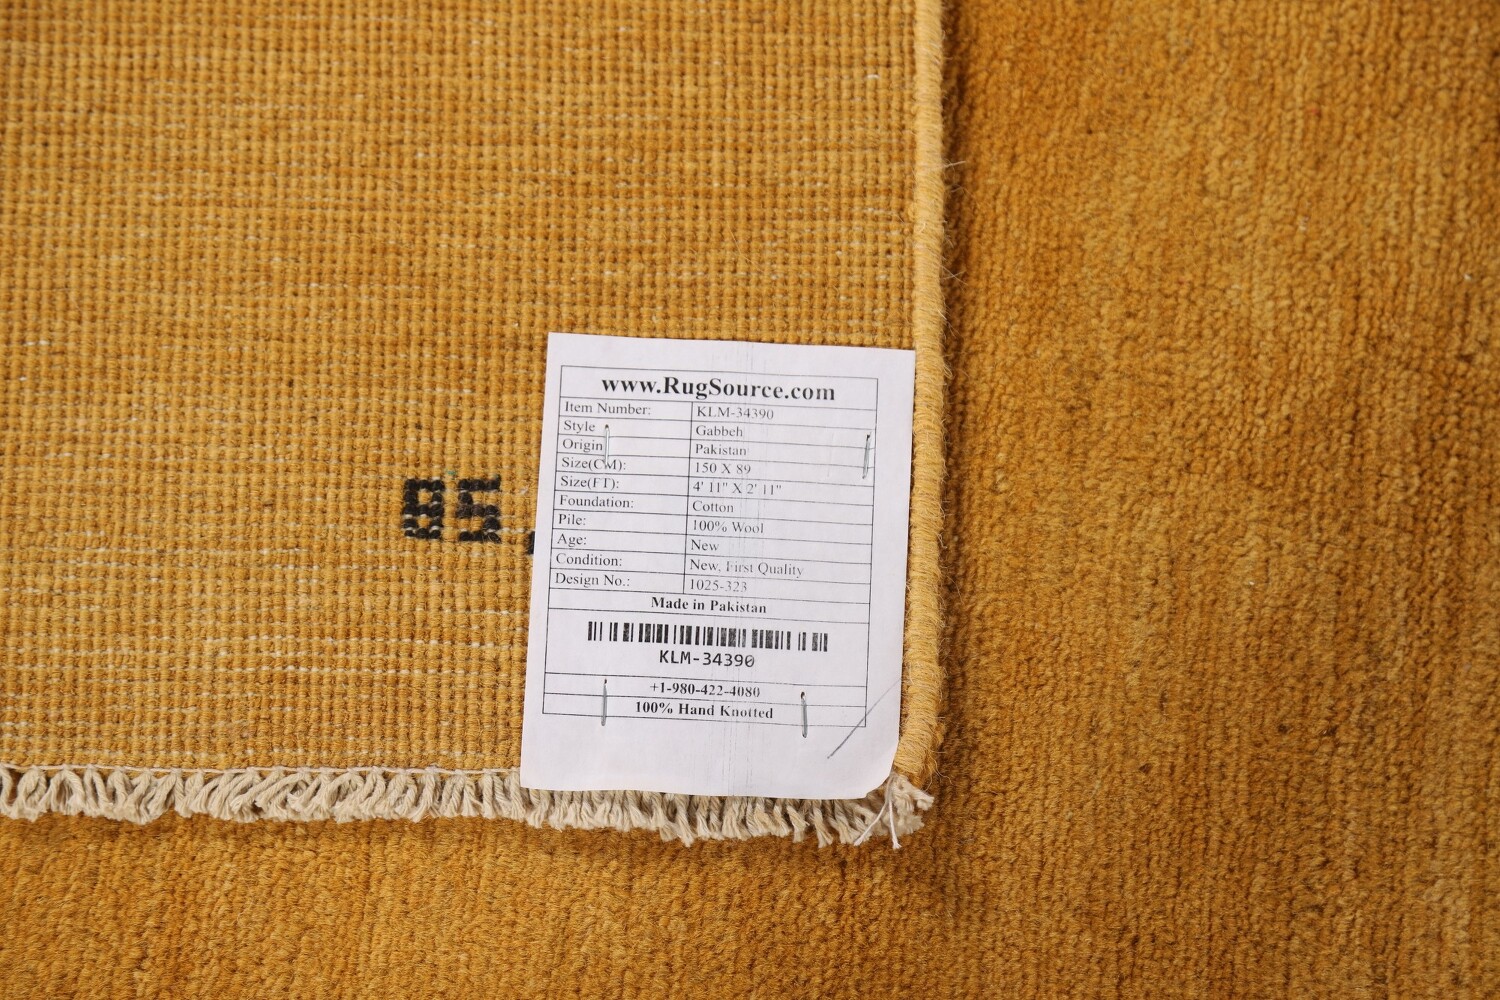 www.RugSource.com
Item Number: KLM-34390
Style Gabbeh
Origin Pakistan
Size(CM): 150 X 89
Size(FT): 4' 11" X 2' 11"
Foundation: Cotton
Pile: 100% Wool
Age: New
Condition: New, First Quality
Design No.: 1025-323
Made in Pakistan
KLM-34390
+1-980-422-4080
100% Hand Knotted
85